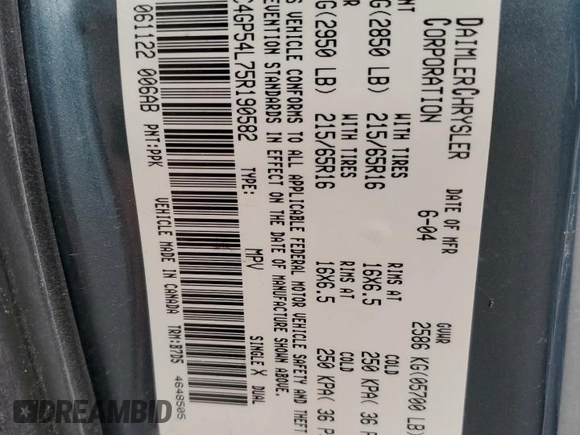 DAIMLERCHRYSLER
CORPORATION
DATE OF MFR
6-04
GVWR
2586 KG(05700 LB)
WITH TIRES
RIMS AT
COLD
G(2850 LB)
215/65R16
16X6.5
250 KPA( 36 P
WITH TIRES
RIMS AT
COLD
G(2950 LB)
215/65R16
16X6.5
250 KPA( 36 P
S VEHICLE CONFORMS TO ALL APPLICABLE FEDERAL MOTOR VEHICLE SAFETY AND THEFT
EVENTION STANDARDS IN EFFECT ON THE DATE OF MANUFACTURE SHOWN ABOVE.
C4GP54L75R190582
TYPE:
MPV
SINGLE X
DUAL
061122 006AB
PNT:PPK
VEHICLE MADE IN CANADA
TRM:B7D5
4648505
DREAMBID